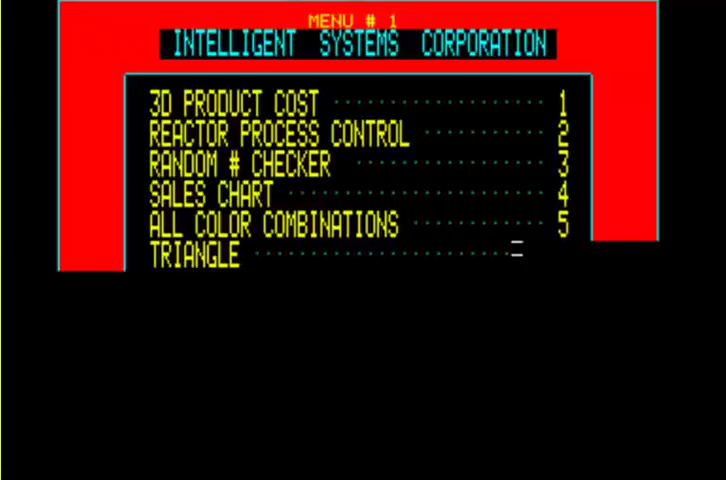 MENU # 1
INTELLIGENT SYSTEMS CORPORATION
3D PRODUCT COST ··················· 1
REACTOR PROCESS CONTROL ··········· 2
RANDOM # CHECKER ················· 3
SALES CHART ······················· 4
ALL COLOR COMBINATIONS ············ 5
TRIANGLE ·······················